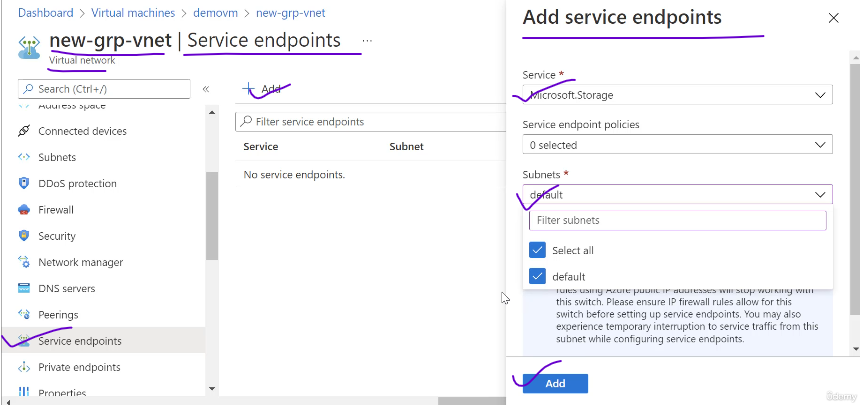 Dashboard > Virtual machines > demovm > new-grp-vnet
new-grp-vnet | Service endpoints ...
Virtual network
Search (Ctrl+/)
«
Address space
Connected devices
Subnets
DDoS protection
Firewall
Security
Network manager
DNS servers
Peerings
Service endpoints
Private endpoints
Properties
+ Add
Filter service endpoints
Service Subnet
No service endpoints.
Add service endpoints
Service *
Microsoft.Storage
Service endpoint policies
0 selected
Subnets *
default
Filter subnets
Select all
default
rules using Azure public IP addresses will stop working with
this switch. Please ensure IP firewall rules allow for this
switch before setting up service endpoints. You may also
experience temporary interruption to service traffic from this
subnet while configuring service endpoints.
Add
Udemy